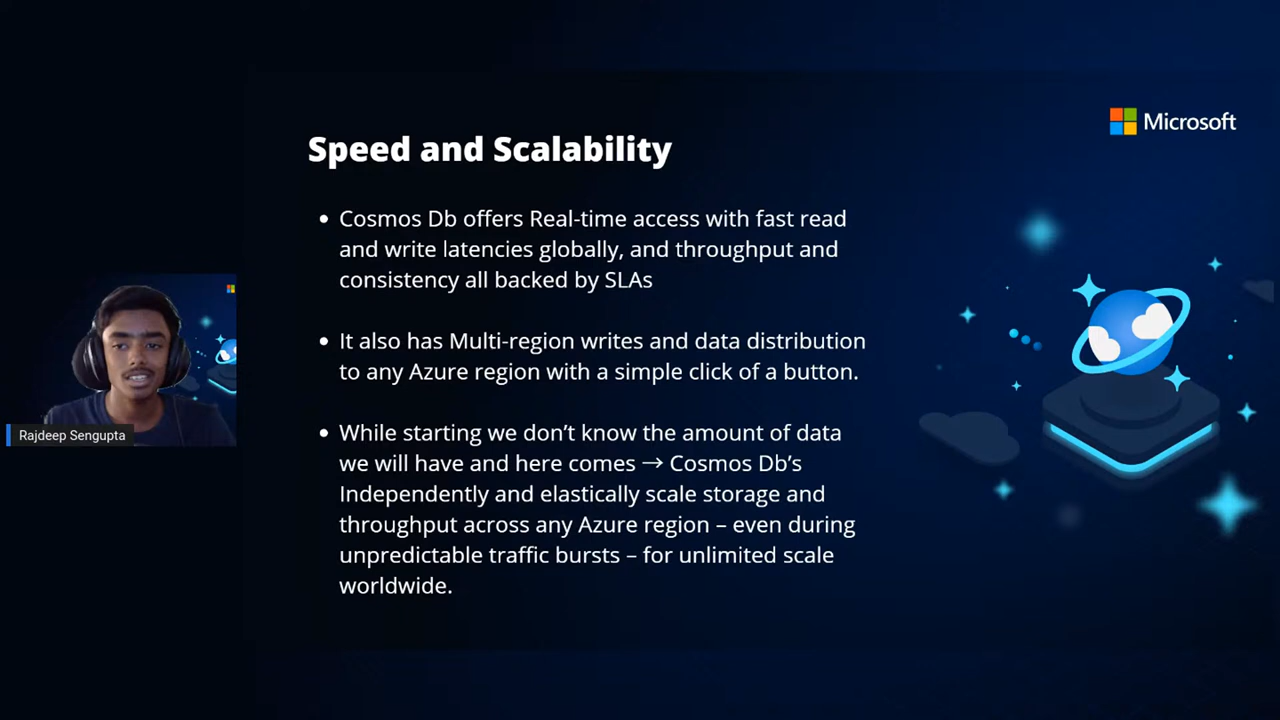 Microsoft
Speed and Scalability
• Cosmos Db offers Real-time access with fast read
and write latencies globally, and throughput and
consistency all backed by SLAs
• It also has Multi-region writes and data distribution
to any Azure region with a simple click of a button.
• While starting we don’t know the amount of data
we will have and here comes → Cosmos Db’s
Independently and elastically scale storage and
throughput across any Azure region – even during
unpredictable traffic bursts – for unlimited scale
worldwide.
Rajdeep Sengupta